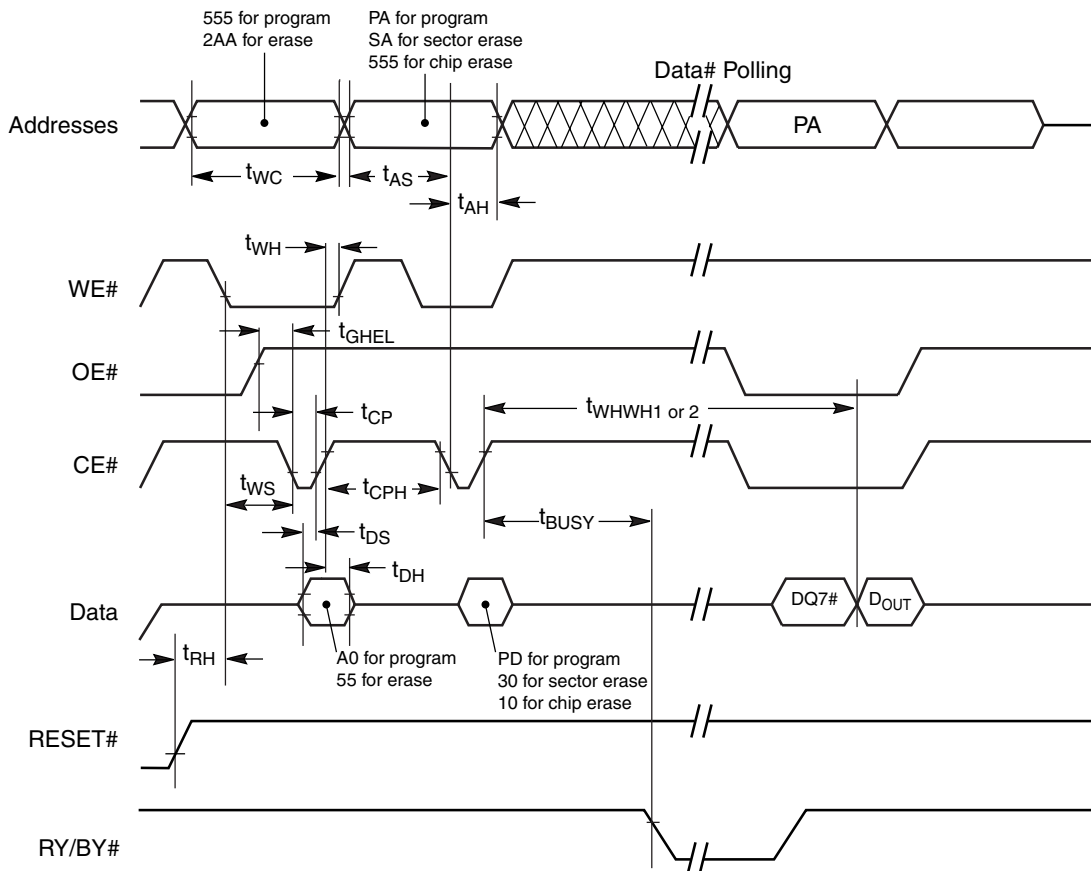 555 for program
2AA for erase
PA for program
SA for sector erase
555 for chip erase
Data# Polling
Addresses
PA
tWC
tAS
tAH
tWH
WE#
tGHEL
OE#
tWHWH1 or 2
tCP
CE#
tWS
tCPH
tBUSY
tDS
tDH
Data
DQ7#
DOUT
tRH
A0 for program
55 for erase
PD for program
30 for sector erase
10 for chip erase
RESET#
RY/BY#